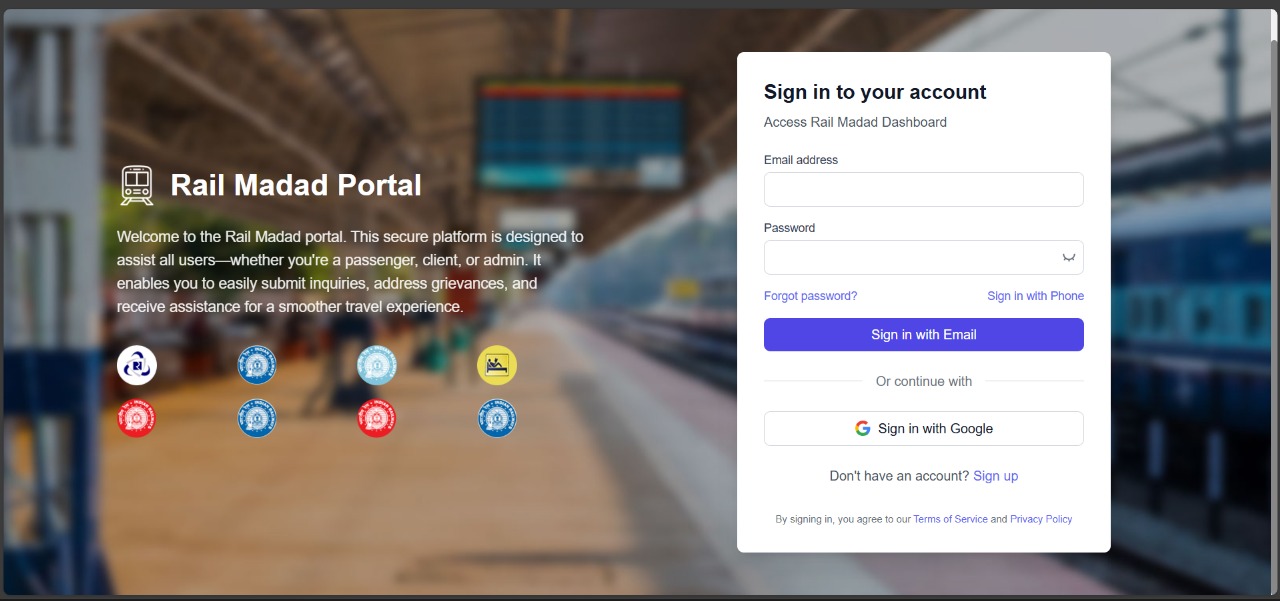 Rail Madad Portal
Welcome to the Rail Madad portal. This secure platform is designed to
assist all users—whether you're a passenger, client, or admin. It
enables you to easily submit inquiries, address grievances, and
receive assistance for a smoother travel experience.
Sign in to your account
Access Rail Madad Dashboard
Email address
Password
Forgot password?
Sign in with Phone
Sign in with Email
Or continue with
Sign in with Google
Don't have an account? Sign up
By signing in, you agree to our Terms of Service and Privacy Policy